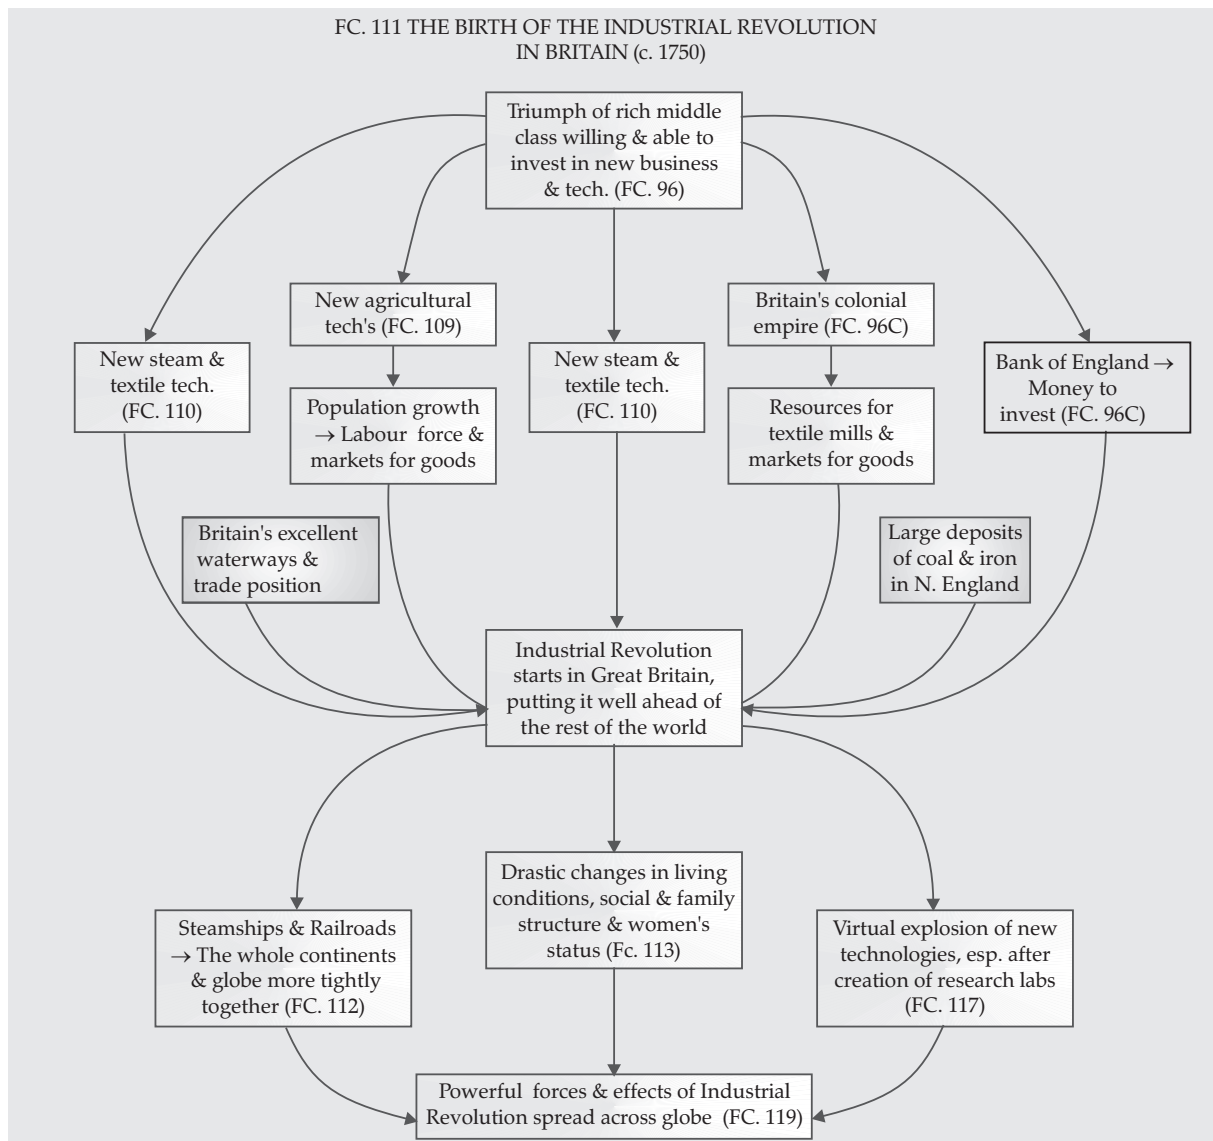 FC. 111 THE BIRTH OF THE INDUSTRIAL REVOLUTION
IN BRITAIN (c. 1750)
Triumph of rich middle
class willing & able to
invest in new business
& tech. (FC. 96)
New agricultural
tech's (FC. 109)
Britain's colonial
empire (FC. 96C)
New steam &
textile tech.
(FC. 110)
New steam &
textile tech.
(FC. 110)
Bank of England →
Money to
invest (FC. 96C)
Population growth
→ Labour force &
markets for goods
Resources for
textile mills &
markets for goods
Britain's excellent
waterways &
trade position
Large deposits
of coal & iron
in N. England
Industrial Revolution
starts in Great Britain,
putting it well ahead of
the rest of the world
Steamships & Railroads
→ The whole continents
& globe more tightly
together (FC. 112)
Drastic changes in living
conditions, social & family
structure & women's
status (Fc. 113)
Virtual explosion of new
technologies, esp. after
creation of research labs
(FC. 117)
Powerful forces & effects of Industrial
Revolution spread across globe (FC. 119)